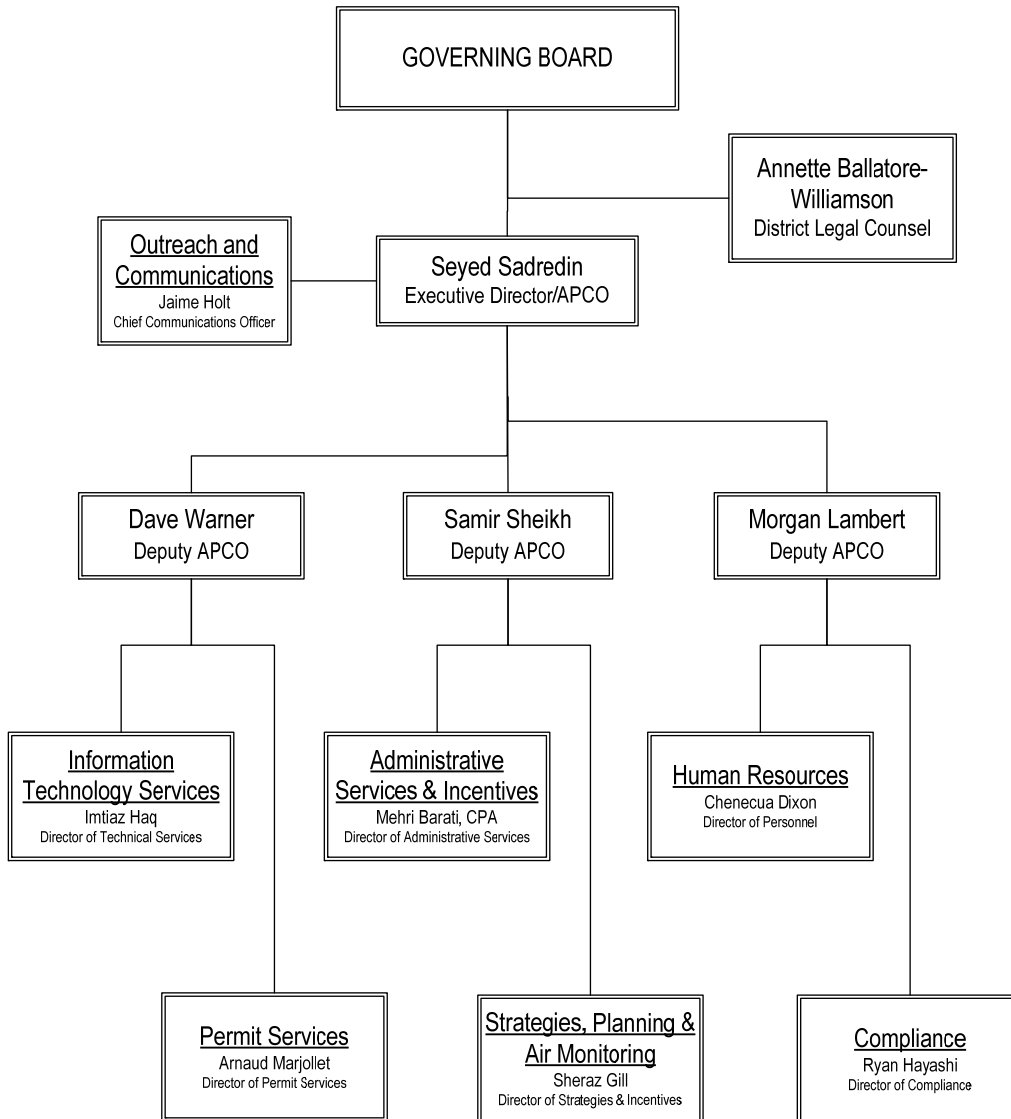 GOVERNING BOARD
Annette Ballatore-
Williamson
District Legal Counsel
Outreach and
Communications
Jaime Holt
Chief Communications Officer
Seyed Sadredin
Executive Director/APCO
Dave Warner
Deputy APCO
Samir Sheikh
Deputy APCO
Morgan Lambert
Deputy APCO
Information
Technology Services
Imtiaz Haq
Director of Technical Services
Administrative
Services & Incentives
Mehri Barati, CPA
Director of Administrative Services
Human Resources
Chenecua Dixon
Director of Personnel
Permit Services
Arnaud Marjollet
Director of Permit Services
Strategies, Planning &
Air Monitoring
Sheraz Gill
Director of Strategies & Incentives
Compliance
Ryan Hayashi
Director of Compliance